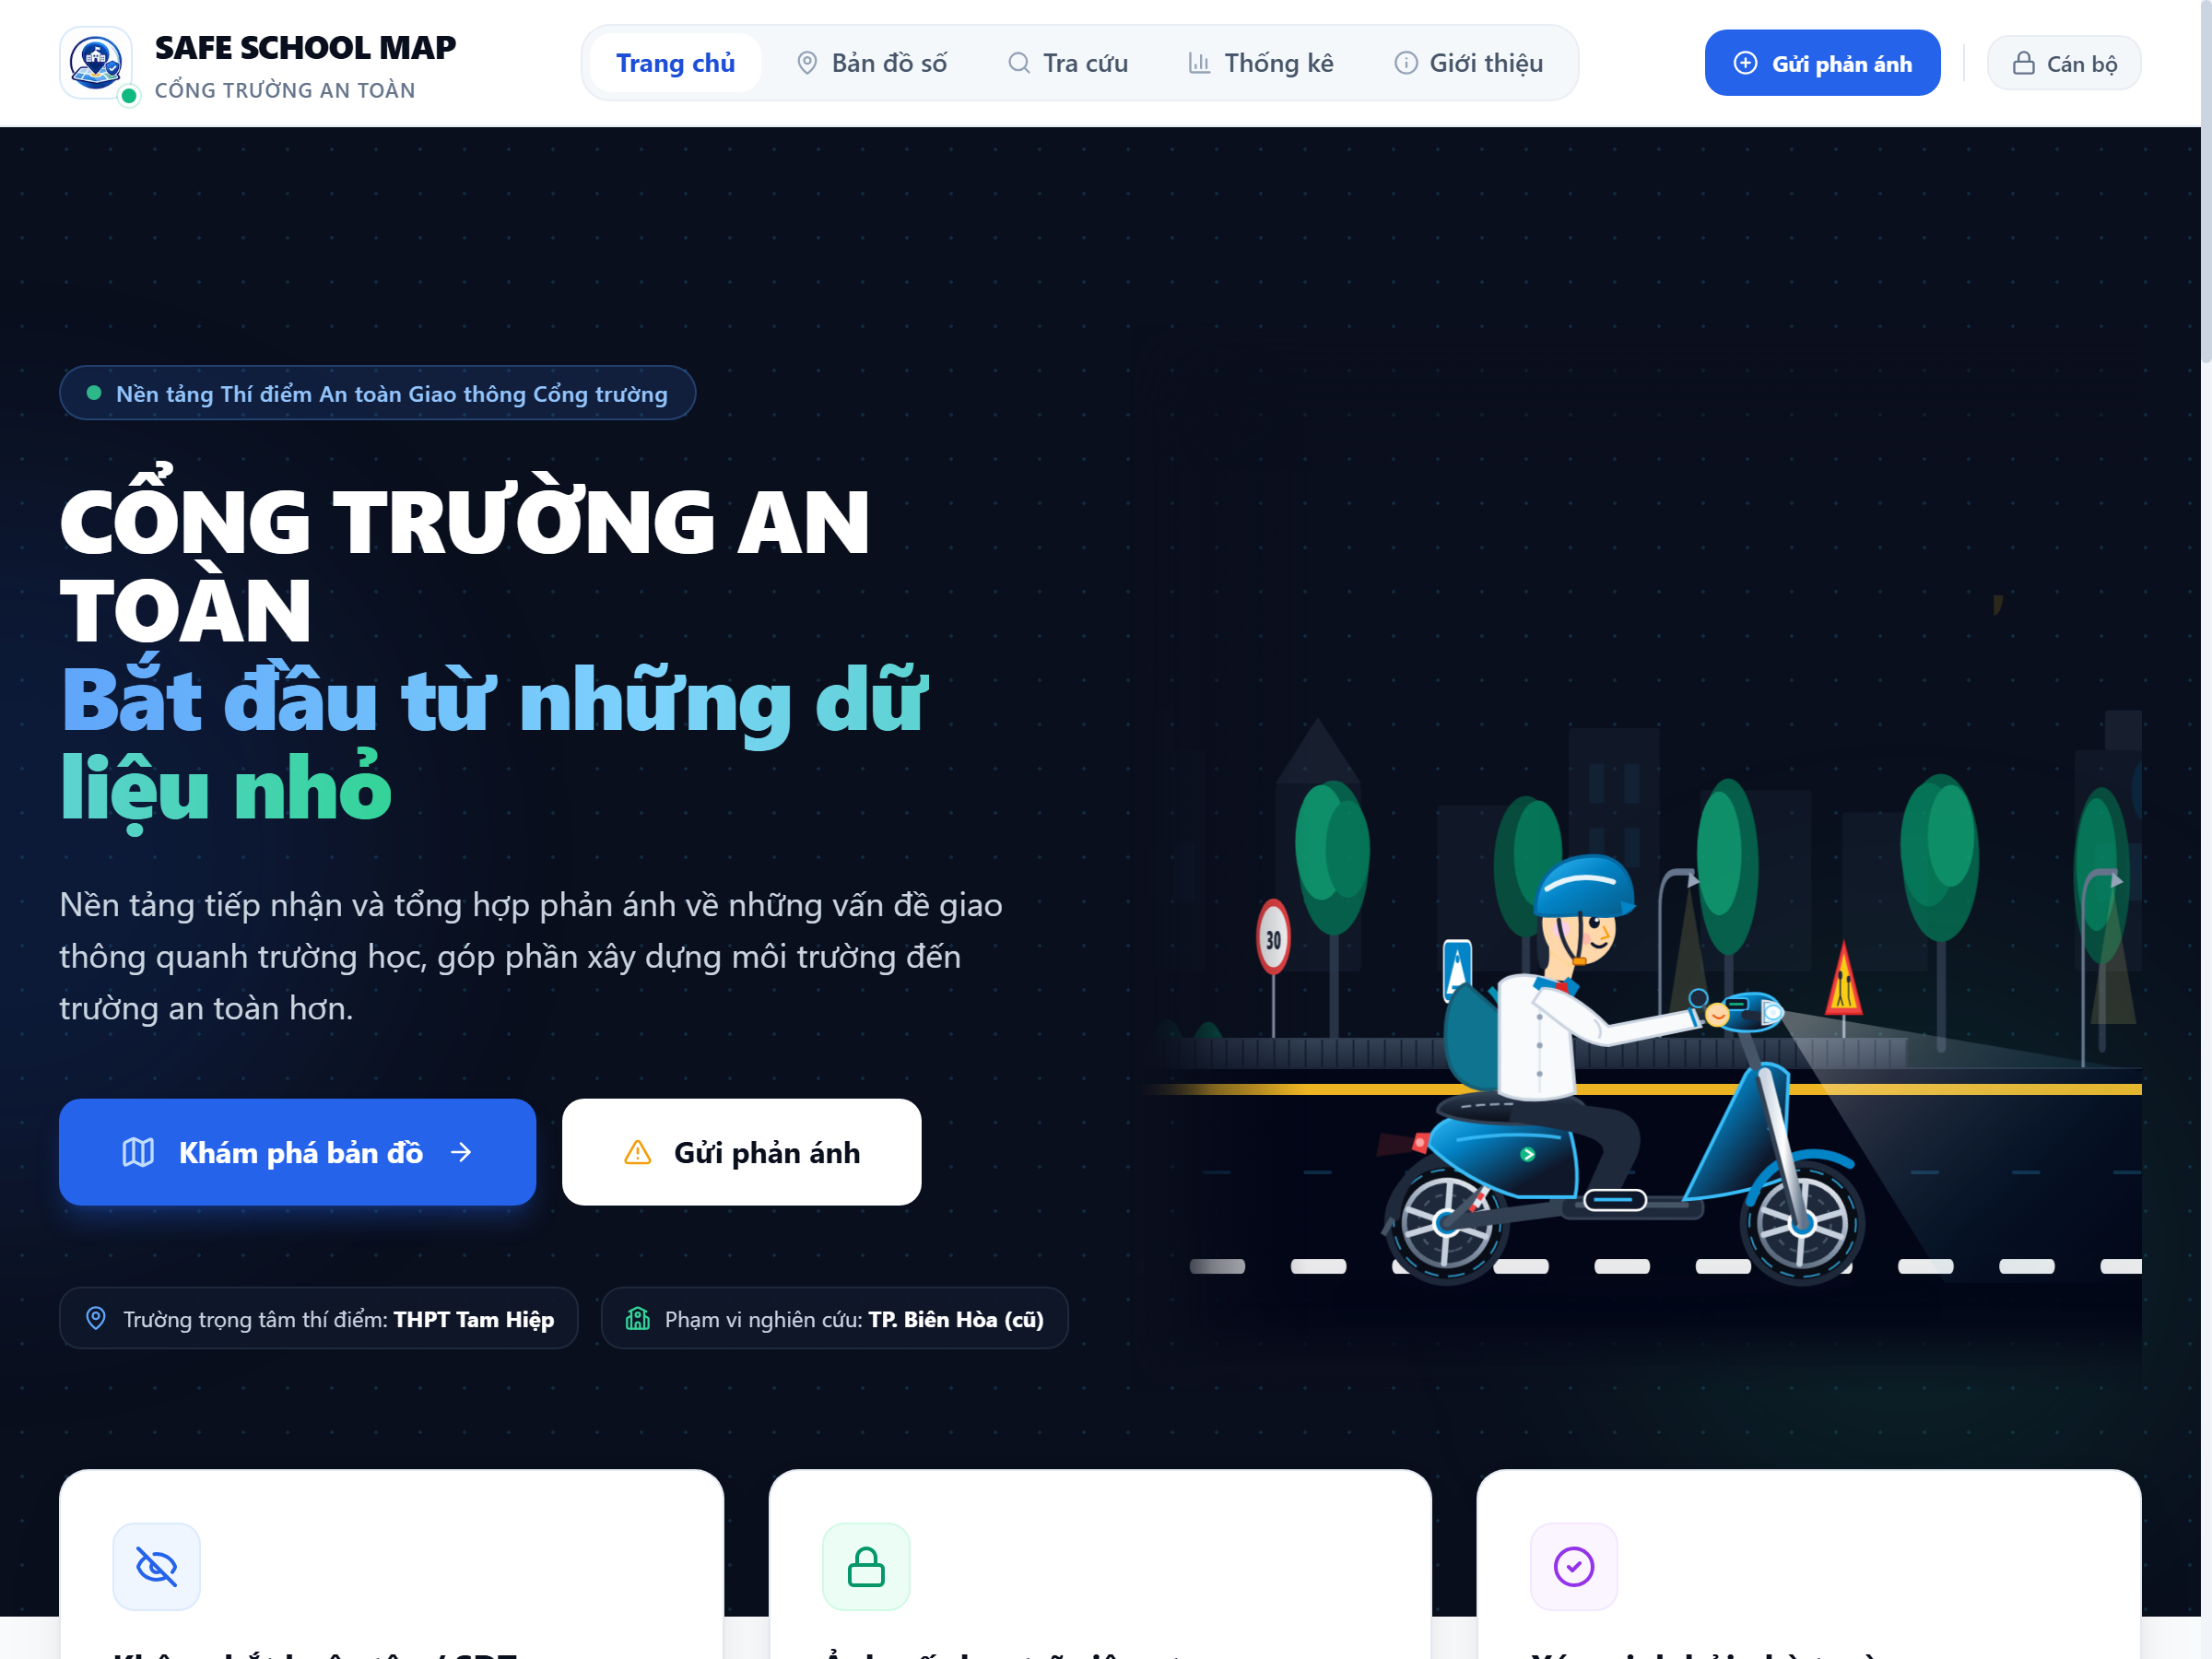 SAFE SCHOOL MAP
CỔNG TRƯỜNG AN TOÀN
Trang chủ
Bản đồ số
Tra cứu
Thống kê
Giới thiệu
Gửi phản ánh
Cán bộ
Nền tảng Thí điểm An toàn Giao thông Cổng trường
CỔNG TRƯỜNG AN
TOÀN
Bắt đầu từ những dữ
liệu nhỏ
Nền tảng tiếp nhận và tổng hợp phản ánh về những vấn đề giao
thông quanh trường học, góp phần xây dựng môi trường đến
trường an toàn hơn.
30
Khám phá bản đồ
Gửi phản ánh
Trường trọng tâm thí điểm: THPT Tam Hiệp
Phạm vi nghiên cứu: TP. Biên Hòa (cũ)